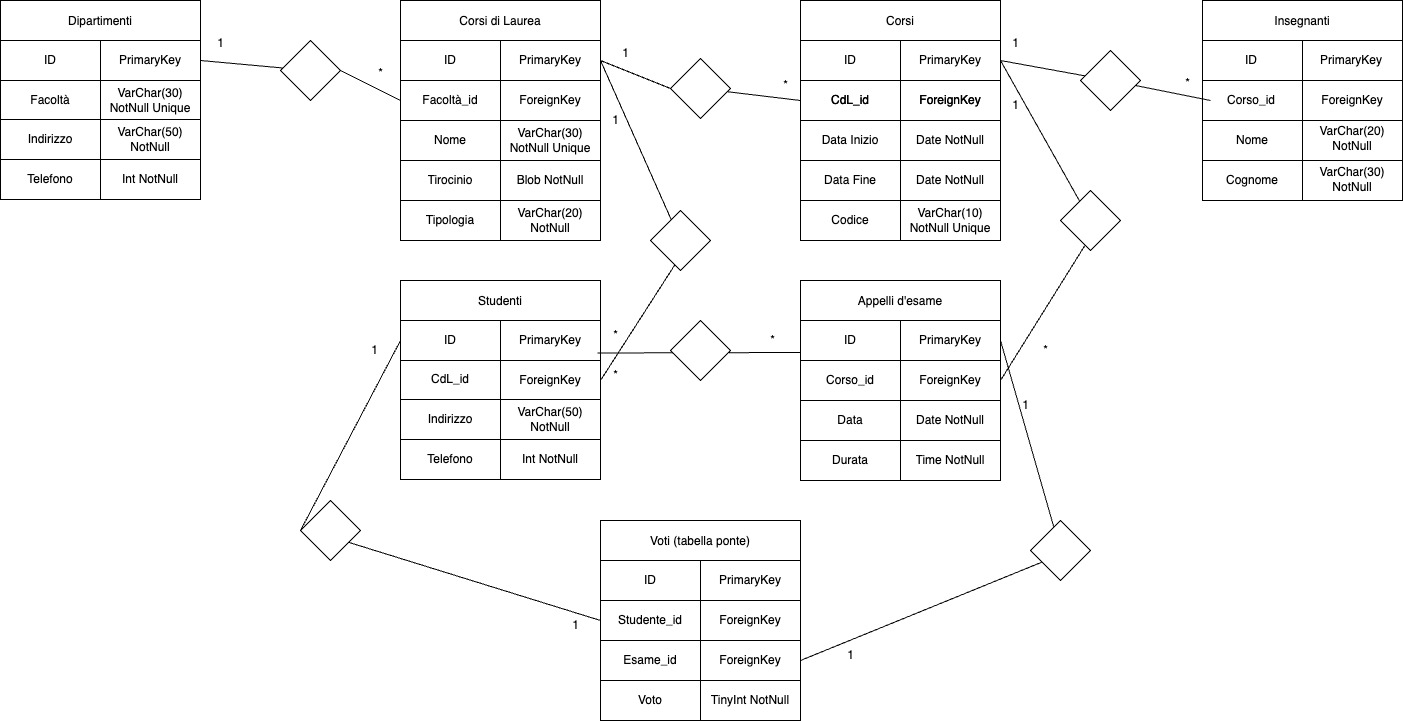 Dipartimenti
ID
PrimaryKey
Facoltà
VarChar(30)
NotNull Unique
Indirizzo
VarChar(50)
NotNull
Telefono
Int NotNull
1
*
Corsi di Laurea
ID
PrimaryKey
Facoltà_id
ForeignKey
Nome
VarChar(30)
NotNull Unique
Tirocinio
Blob NotNull
Tipologia
VarChar(20)
NotNull
1
*
1
Corsi
ID
PrimaryKey
CdL_id
ForeignKey
Data Inizio
Date NotNull
Data Fine
Date NotNull
Codice
VarChar(10)
NotNull Unique
1
*
1
Insegnanti
ID
PrimaryKey
Corso_id
ForeignKey
Nome
VarChar(20)
NotNull
Cognome
VarChar(30)
NotNull
Studenti
ID
PrimaryKey
CdL_id
ForeignKey
Indirizzo
VarChar(50)
NotNull
Telefono
Int NotNull
1
*
*
*
Appelli d'esame
ID
PrimaryKey
Corso_id
ForeignKey
Data
Date NotNull
Durata
Time NotNull
*
1
Voti (tabella ponte)
ID
PrimaryKey
Studente_id
ForeignKey
Esame_id
ForeignKey
Voto
TinyInt NotNull
1
1